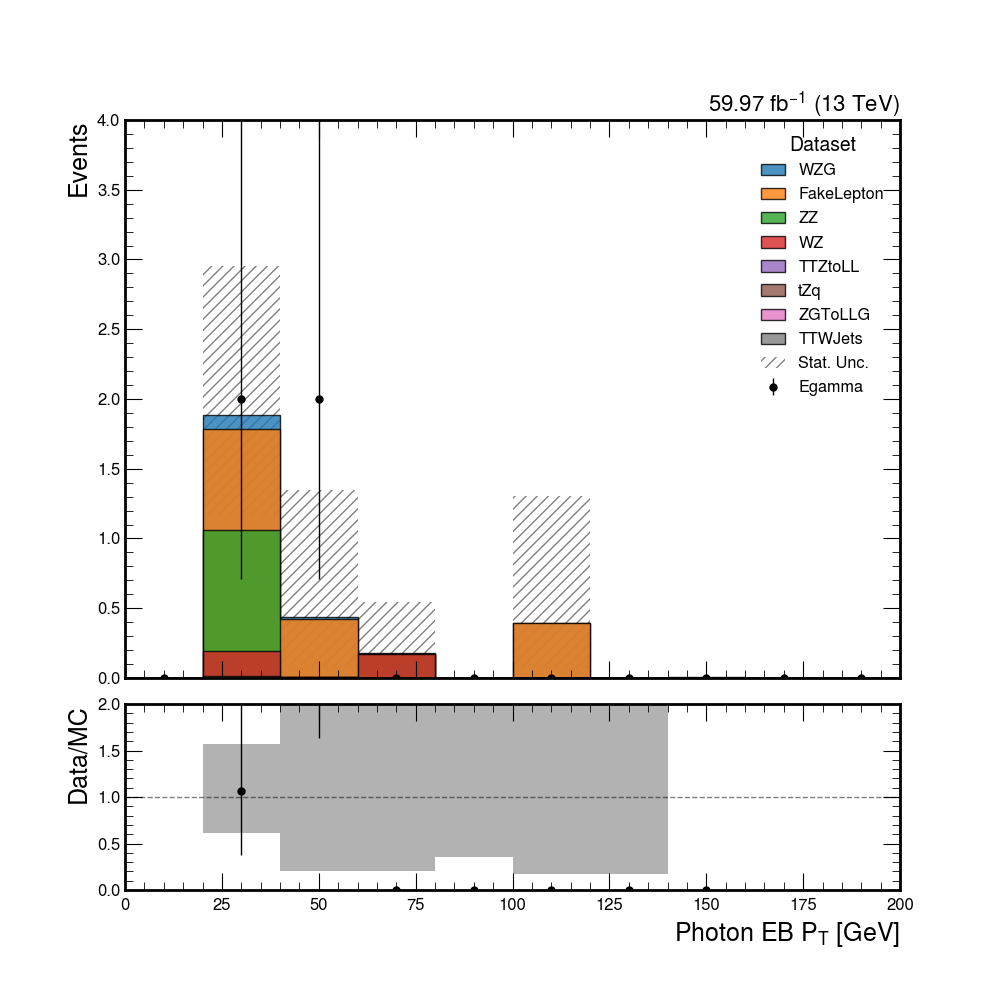 59.97 fb⁻¹ (13 TeV)
Events
4.0
3.5
3.0
2.5
2.0
1.5
1.0
0.5
0.0
Dataset
WZG
FakeLepton
ZZ
WZ
TTZtoLL
tZq
ZGToLLG
TTWJets
Stat. Unc.
Egamma
Data/MC
2.0
1.5
1.0
0.5
0.0
0 25 50 75 100 125 150 175 200
Photon EB P_T [GeV]